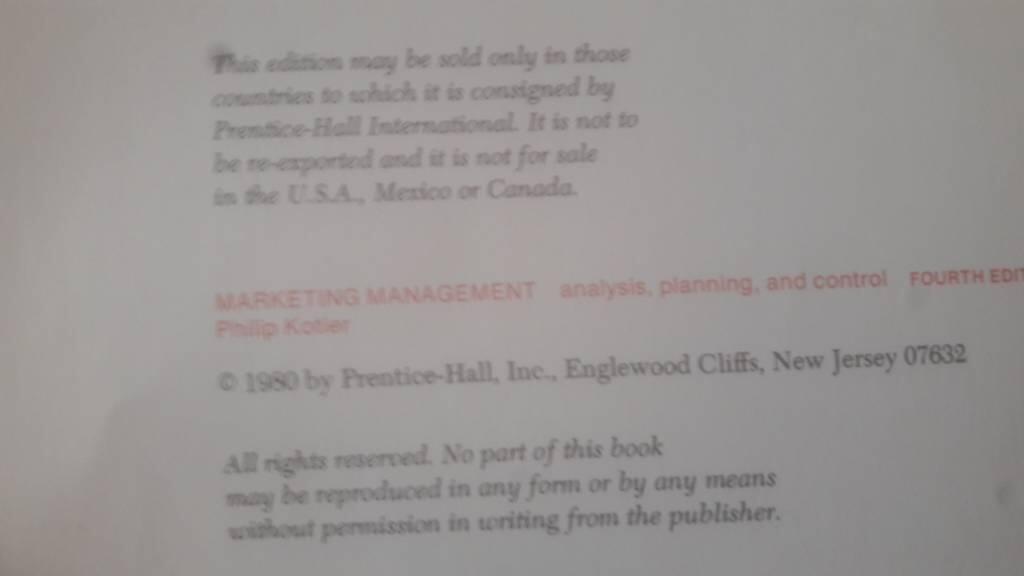 This edition may be sold only in those
countries to which it is consigned by
Prentice-Hall International. It is not to
be re-exported and it is not for sale
in the U.S.A., Mexico or Canada.
MARKETING MANAGEMENT analysis, planning, and control FOURTH EDIT
Philip Kotler
© 1980 by Prentice-Hall, Inc., Englewood Cliffs, New Jersey 07632
All rights reserved. No part of this book
may be reproduced in any form or by any means
without permission in writing from the publisher.